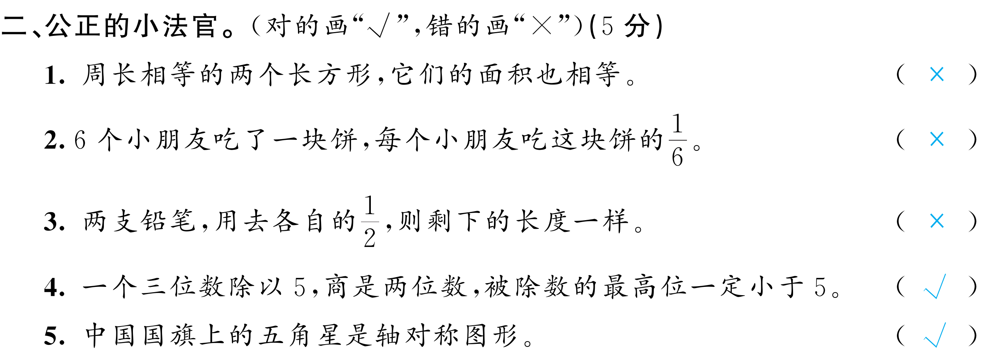 二、公正的小法官。(对的画“√”,错的画“×”)(5 分)
1. 周长相等的两个长方形,它们的面积也相等。 ( × )
2. 6 个小朋友吃了一块饼,每个小朋友吃这块饼的1/6。 ( × )
3. 两支铅笔,用去各自的1/2,则剩下的长度一样。 ( × )
4. 一个三位数除以 5,商是两位数,被除数的最高位一定小于 5。 ( √ )
5. 中国国旗上的五角星是轴对称图形。 ( √ )